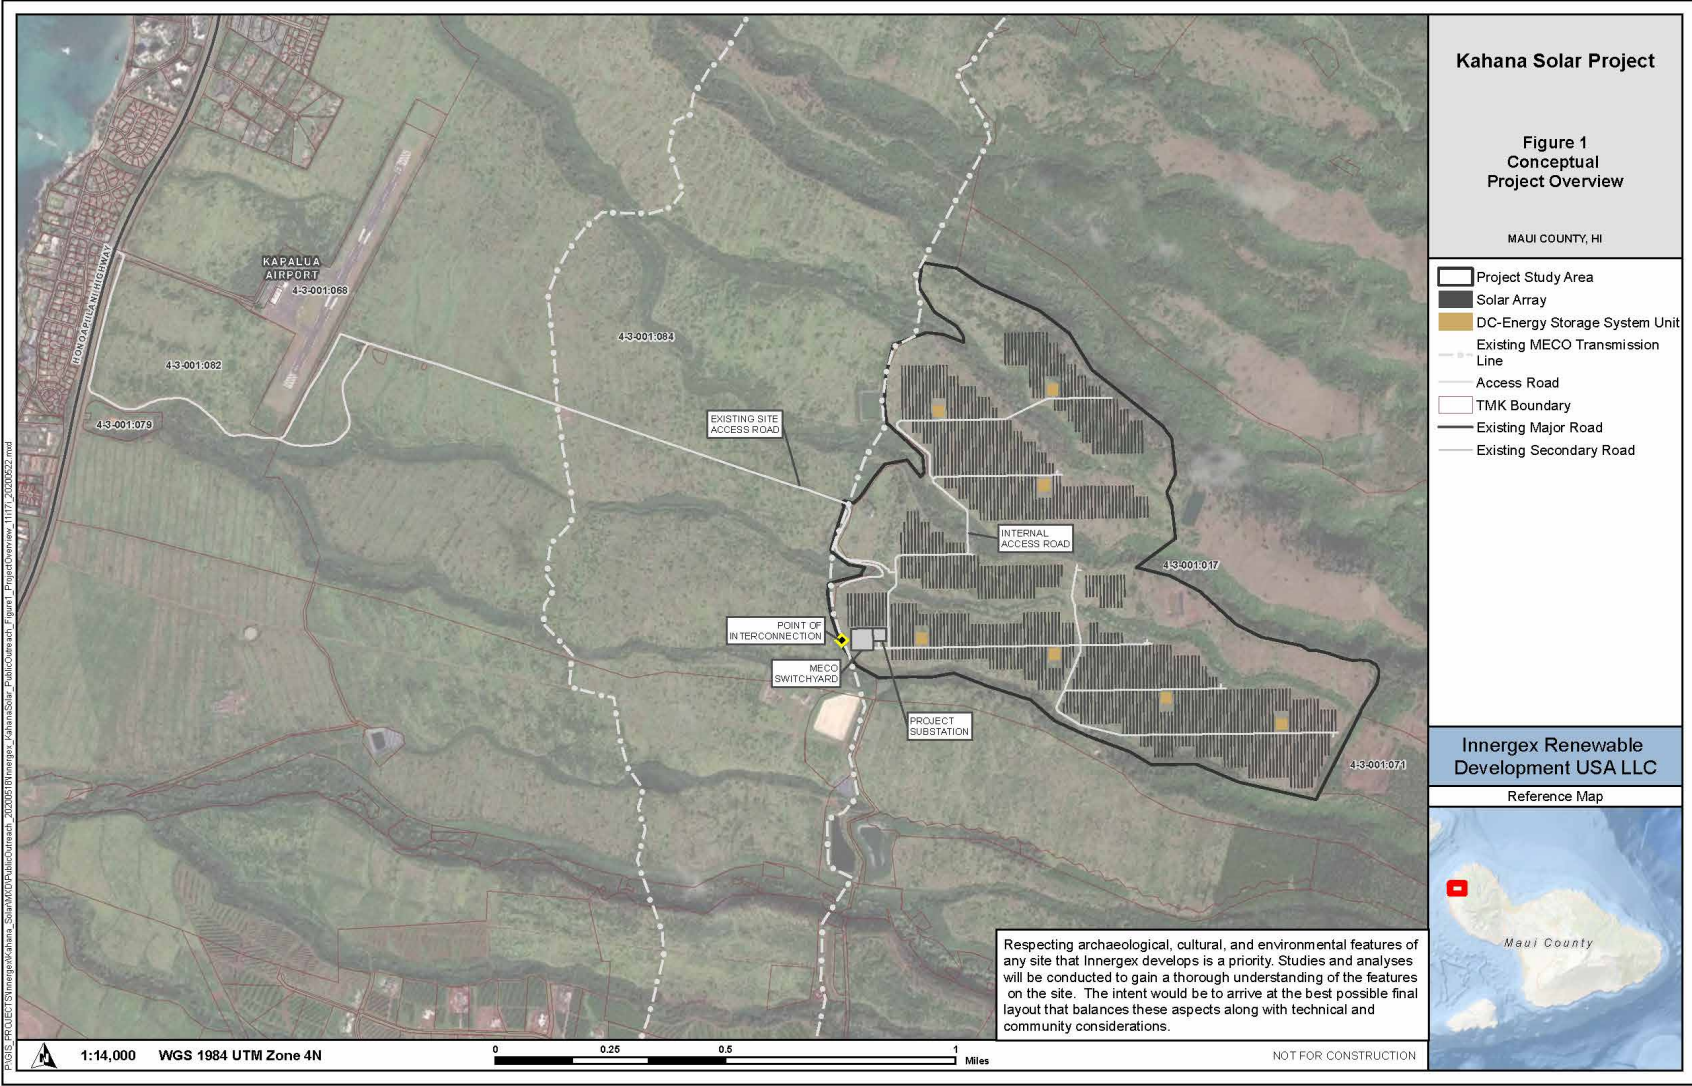 Kahana Solar Project
Figure 1
Conceptual
Project Overview
MAUI COUNTY, HI
Project Study Area
Solar Array
DC-Energy Storage System Unit
Existing MECO Transmission
Line
Access Road
TMK Boundary
Existing Major Road
Existing Secondary Road
Innergex Renewable
Development USA LLC
Reference Map
Maui County
HONOAPIILANI HIGHWAY
KAPALUA
AIRPORT
4-3-001:068
4-3-001:082
4-3-001:079
4-3-001:084
EXISTING SITE
ACCESS ROAD
INTERNAL
ACCESS ROAD
4-3-001:017
POINT OF
INTERCONNECTION
MECO
SWITCHYARD
PROJECT
SUBSTATION
4-3-001:071
Respecting archaeological, cultural, and environmental features of
any site that Innergex develops is a priority. Studies and analyses
will be conducted to gain a thorough understanding of the features
on the site. The intent would be to arrive at the best possible final
layout that balances these aspects along with technical and
community considerations.
1:14,000 WGS 1984 UTM Zone 4N
0 0.25 0.5 1
Miles
NOT FOR CONSTRUCTION